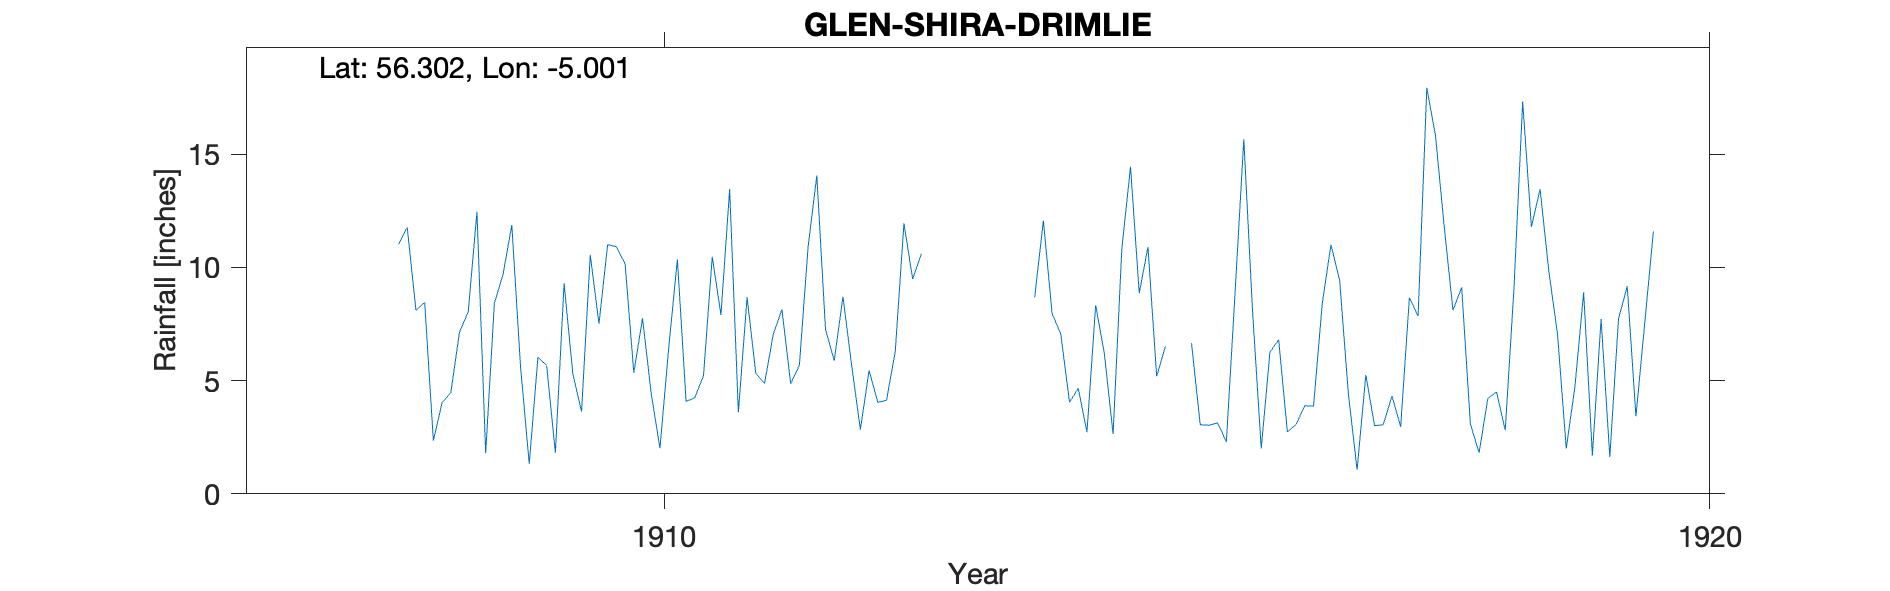 GLEN-SHIRA-DRIMLIE
Lat: 56.302, Lon: -5.001
Rainfall [inches]
15
10
5
0
1910
1920
Year